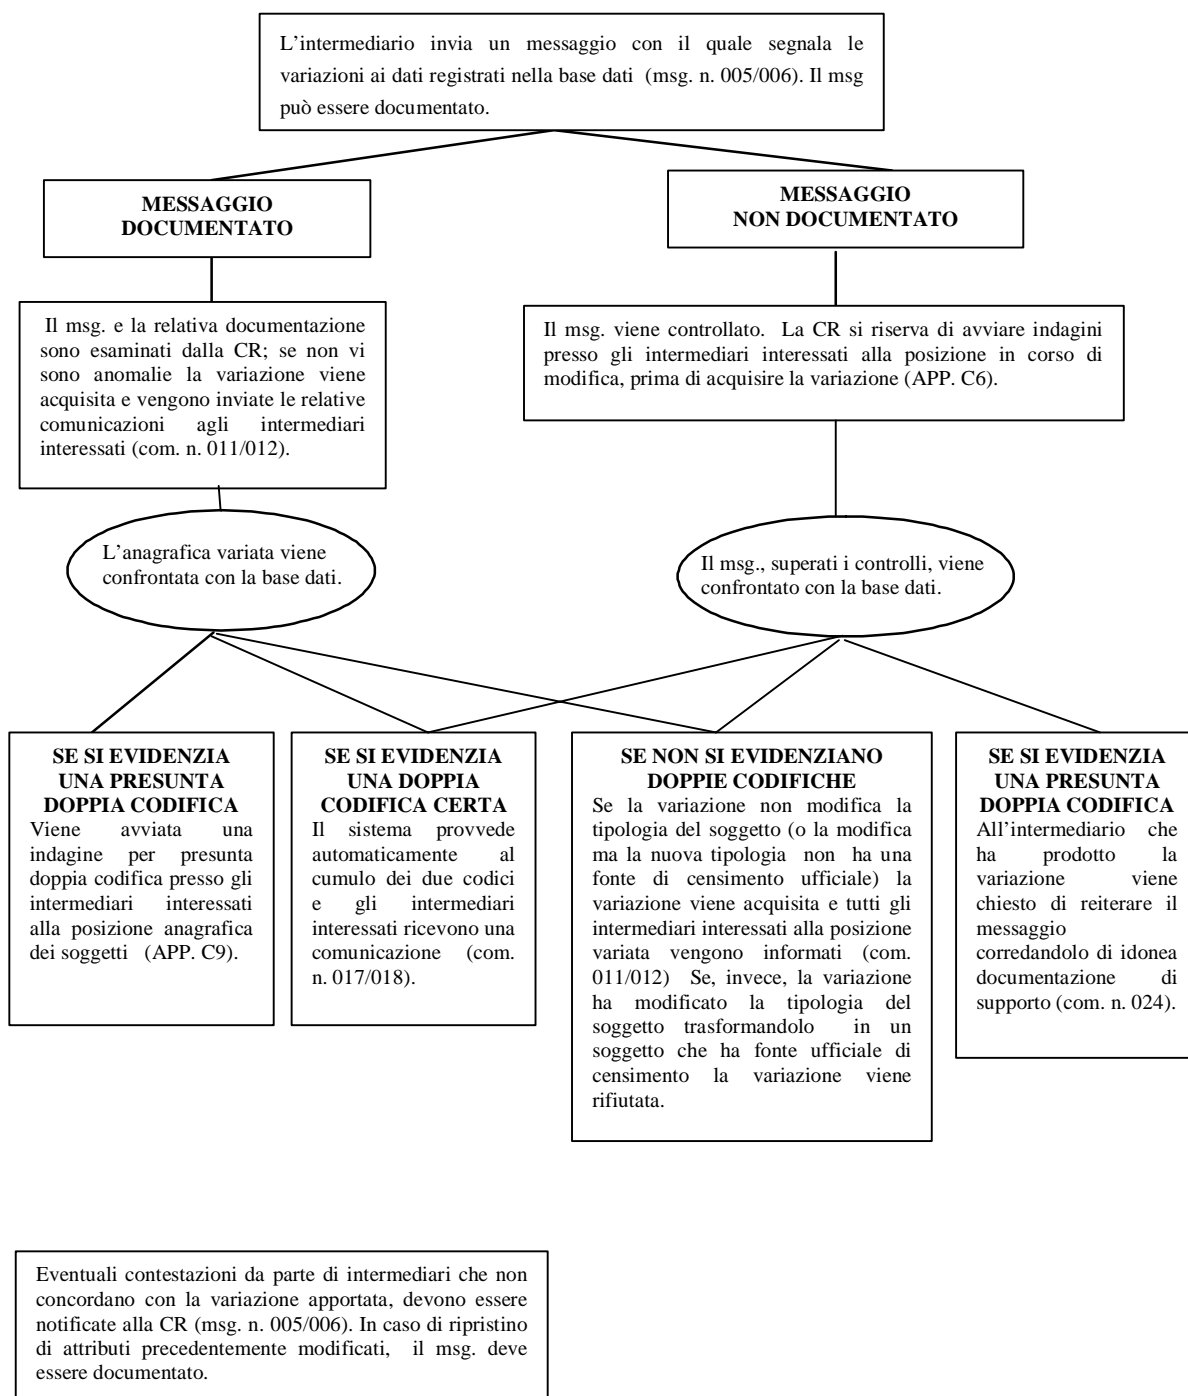 L’intermediario invia un messaggio con il quale segnala le
variazioni ai dati registrati nella base dati (msg. n. 005/006). Il msg
può essere documentato.
MESSAGGIO
DOCUMENTATO
MESSAGGIO
NON DOCUMENTATO
Il msg. e la relativa documentazione
sono esaminati dalla CR; se non vi
sono anomalie la variazione viene
acquisita e vengono inviate le relative
comunicazioni agli intermediari
interessati (com. n. 011/012).
Il msg. viene controllato. La CR si riserva di avviare indagini
presso gli intermediari interessati alla posizione in corso di
modifica, prima di acquisire la variazione (APP. C6).
L’anagrafica variata viene
confrontata con la base dati.
Il msg., superati i controlli, viene
confrontato con la base dati.
SE SI EVIDENZIA
UNA PRESUNTA
DOPPIA CODIFICA
Viene avviata una
indagine per presunta
doppia codifica presso gli
intermediari interessati
alla posizione anagrafica
dei soggetti (APP. C9).
SE SI EVIDENZIA
UNA DOPPIA
CODIFICA CERTA
Il sistema provvede
automaticamente al
cumulo dei due codici
e gli intermediari
interessati ricevono una
comunicazione (com.
n. 017/018).
SE NON SI EVIDENZIANO
DOPPIE CODIFICHE
Se la variazione non modifica la
tipologia del soggetto (o la modifica
ma la nuova tipologia non ha una
fonte di censimento ufficiale) la
variazione viene acquisita e tutti gli
intermediari interessati alla posizione
variata vengono informati (com.
011/012) Se, invece, la variazione
ha modificato la tipologia del
soggetto trasformandolo in un
soggetto che ha fonte ufficiale di
censimento la variazione viene
rifiutata.
SE SI EVIDENZIA
UNA PRESUNTA
DOPPIA CODIFICA
All’intermediario che
ha prodotto la
variazione viene
chiesto di reiterare il
messaggio
corredandolo di idonea
documentazione di
supporto (com. n. 024).
Eventuali contestazioni da parte di intermediari che non
concordano con la variazione apportata, devono essere
notificate alla CR (msg. n. 005/006). In caso di ripristino
di attributi precedentemente modificati, il msg. deve
essere documentato.